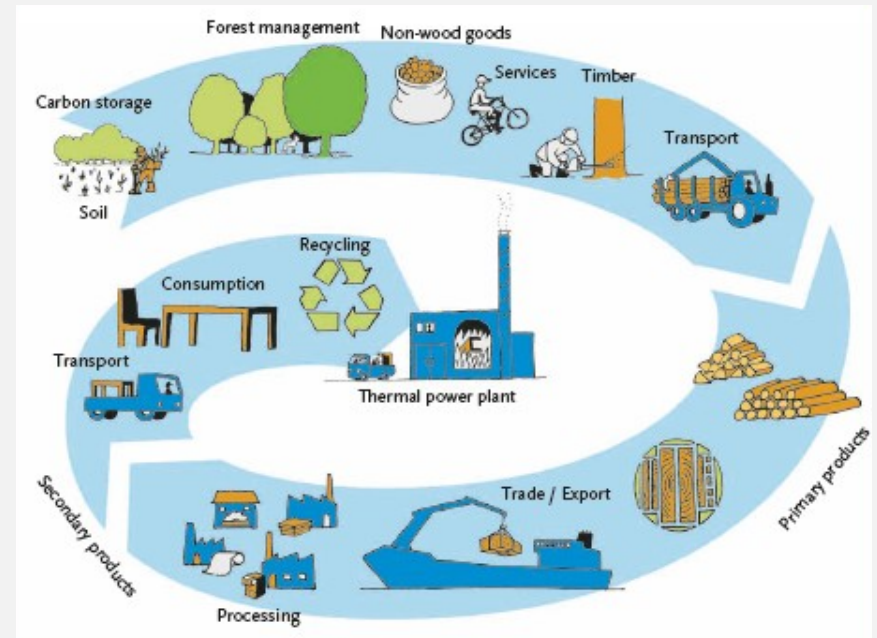 Forest management
Non-wood goods
Services
Timber
Carbon storage
Transport
Soil
Recycling
Consumption
Transport
Thermal power plant
Primary products
Trade / Export
Secondary products
Processing